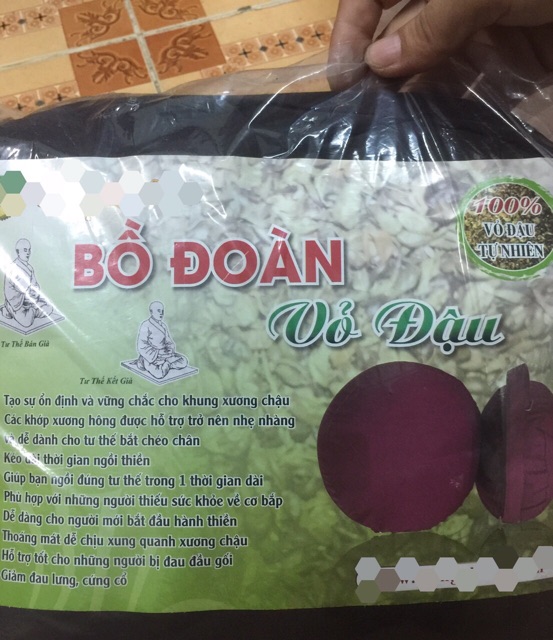 BỒ ĐOÀN
Vỏ Đậu
100%
VỎ ĐẬU
TỰ NHIÊN
Tư Thế Bán Già
Tư Thế Kết Già
Tạo sự ổn định và vững chắc cho khung xương chậu
Các khớp xương hông được hỗ trợ trở nên nhẹ nhàng
và dễ dành cho tư thế bắt chéo chân
Kéo dài thời gian ngồi thiền
Giúp bạn ngồi đúng tư thế trong 1 thời gian dài
Phù hợp với những người thiếu sức khỏe về cơ bắp
Dễ dàng cho người mới bắt đầu hành thiền
Thoáng mát dễ chịu xung quanh xương chậu
Hỗ trợ tốt cho những người bị đau đầu gối
Giảm đau lưng, cứng cổ